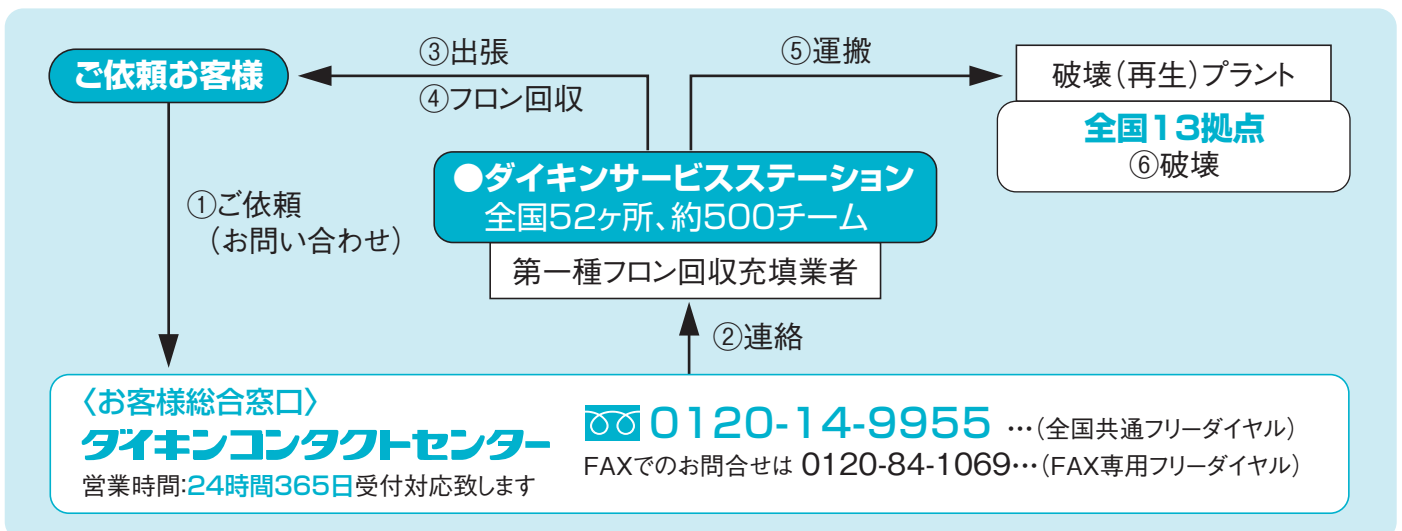 ご依頼お客様
③出張
④フロン回収
⑤運搬
破壊(再生)プラント
全国13拠点
⑥破壊
●ダイキンサービスステーション
全国52ヶ所、約500チーム
第一種フロン回収充填業者
①ご依頼
(お問い合わせ)
②連絡
〈お客様総合窓口〉
ダイキンコンタクトセンター
営業時間:24時間365日受付対応致します
0120-14-9955 …(全国共通フリーダイヤル)
FAXでのお問合せは 0120-84-1069…(FAX専用フリーダイヤル)